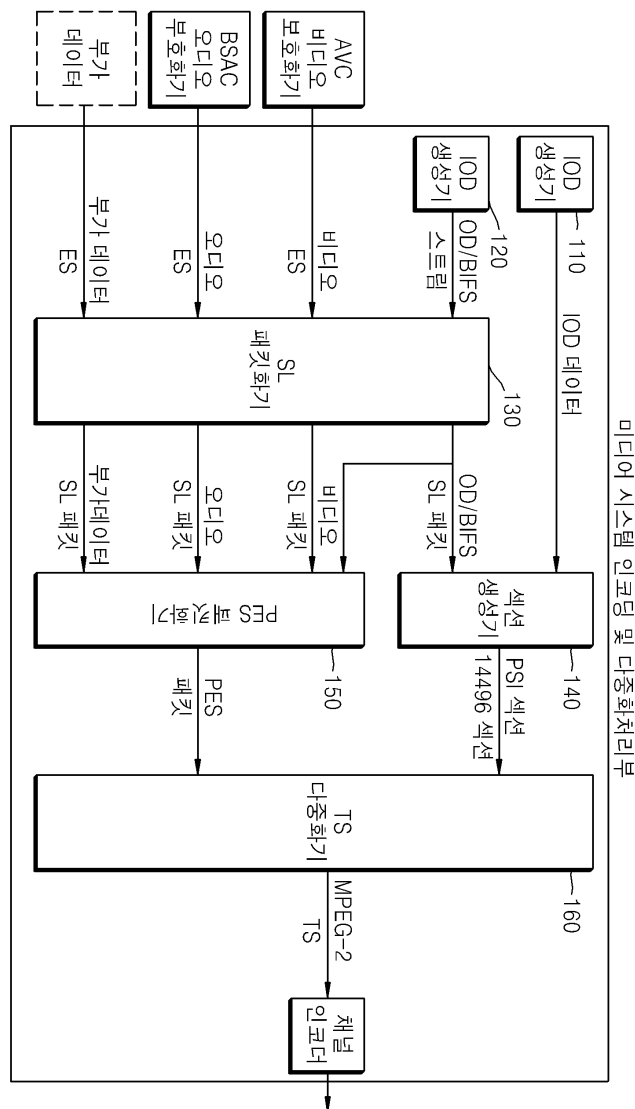 미디어 시스템 인코딩 및 다중화처리부
IOD
생성기
110
IOD 데이터
IOD
생성기
120
OD/BIFS
스트림
AVC
비디오
부호화기
비디오
ES
BSAC
오디오
부호화기
오디오
ES
부가
데이터
부가 데이터
ES
SL
패킷화기
130
OD/BIFS
SL 패킷
비디오
SL 패킷
오디오
SL 패킷
부가데이터
SL 패킷
섹션
생성기
140
PES 패킷화기
150
PSI 섹션
14496 섹션
PES
패킷
TS
다중화기
160
MPEG-2
TS
채널
인코더